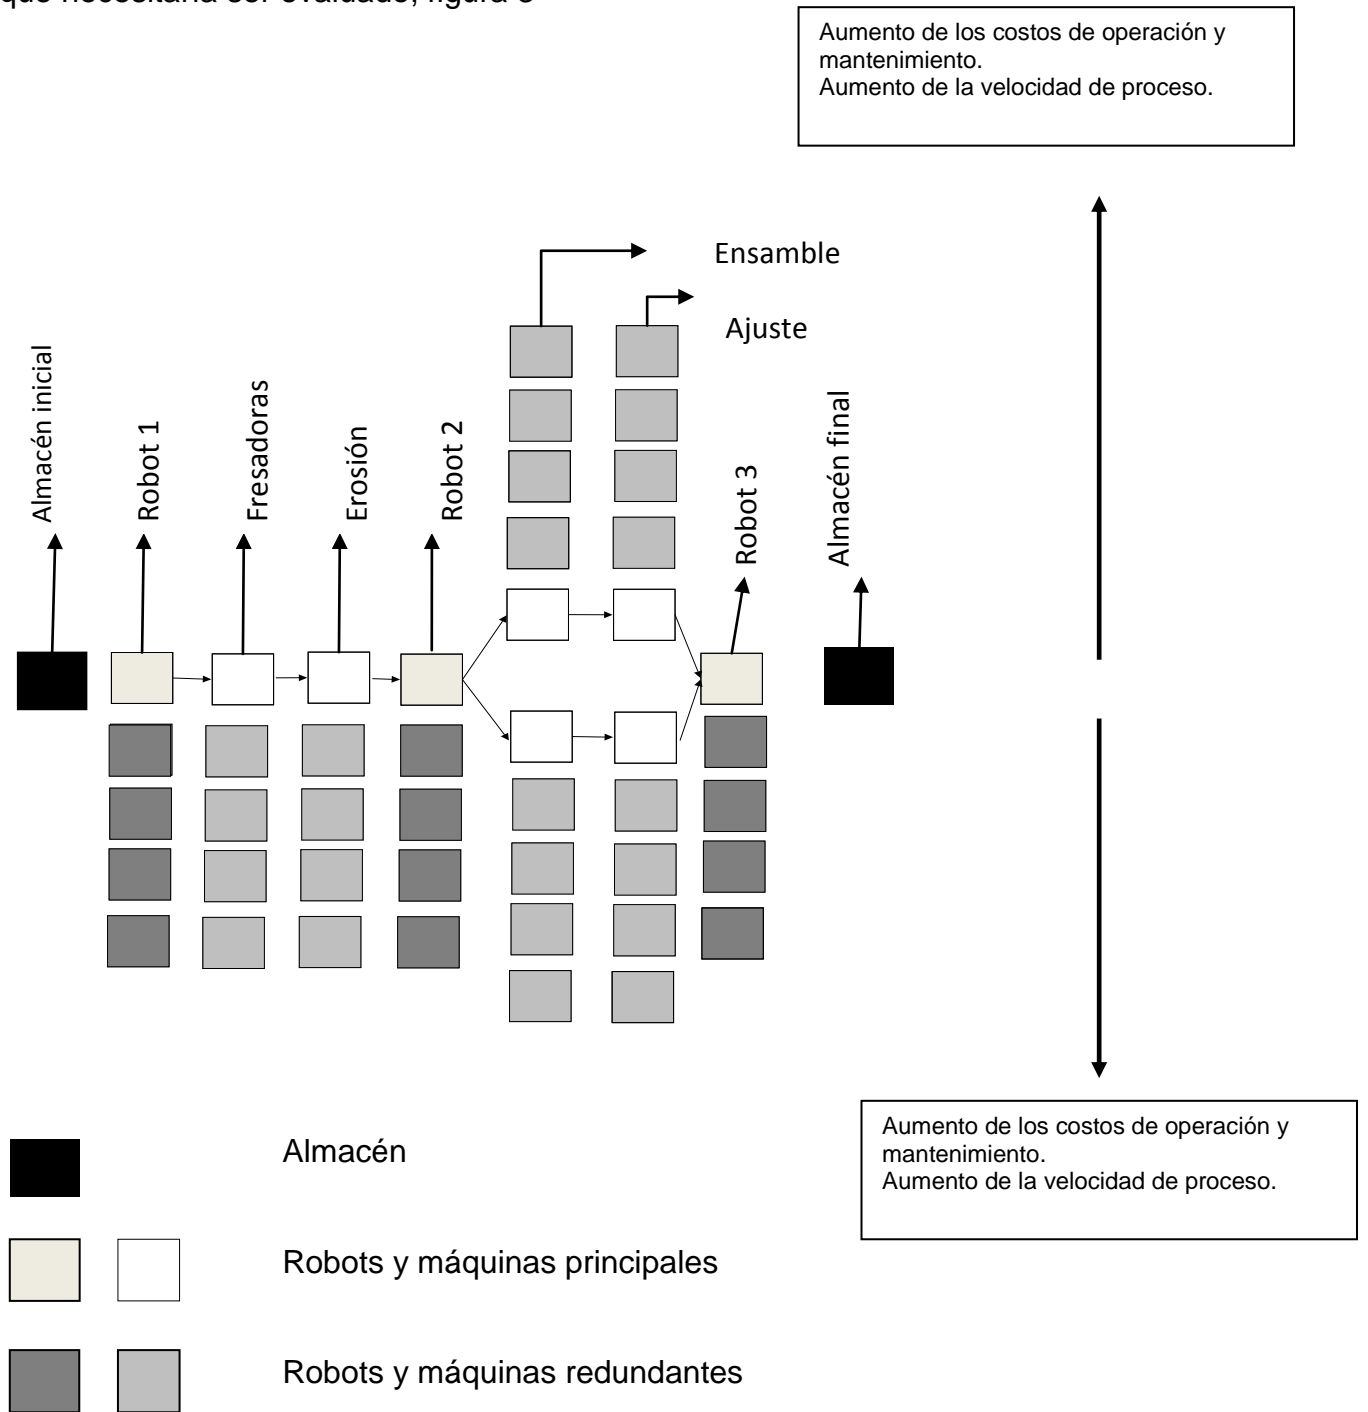 que necesitaría ser evaluado, figura 3
Aumento de los costos de operación y
mantenimiento.
Aumento de la velocidad de proceso.
Ensamble
Ajuste
Almacén inicial
Robot 1
Fresadoras
Erosión
Robot 2
Robot 3
Almacén final
Aumento de los costos de operación y
mantenimiento.
Aumento de la velocidad de proceso.
Almacén
Robots y máquinas principales
Robots y máquinas redundantes